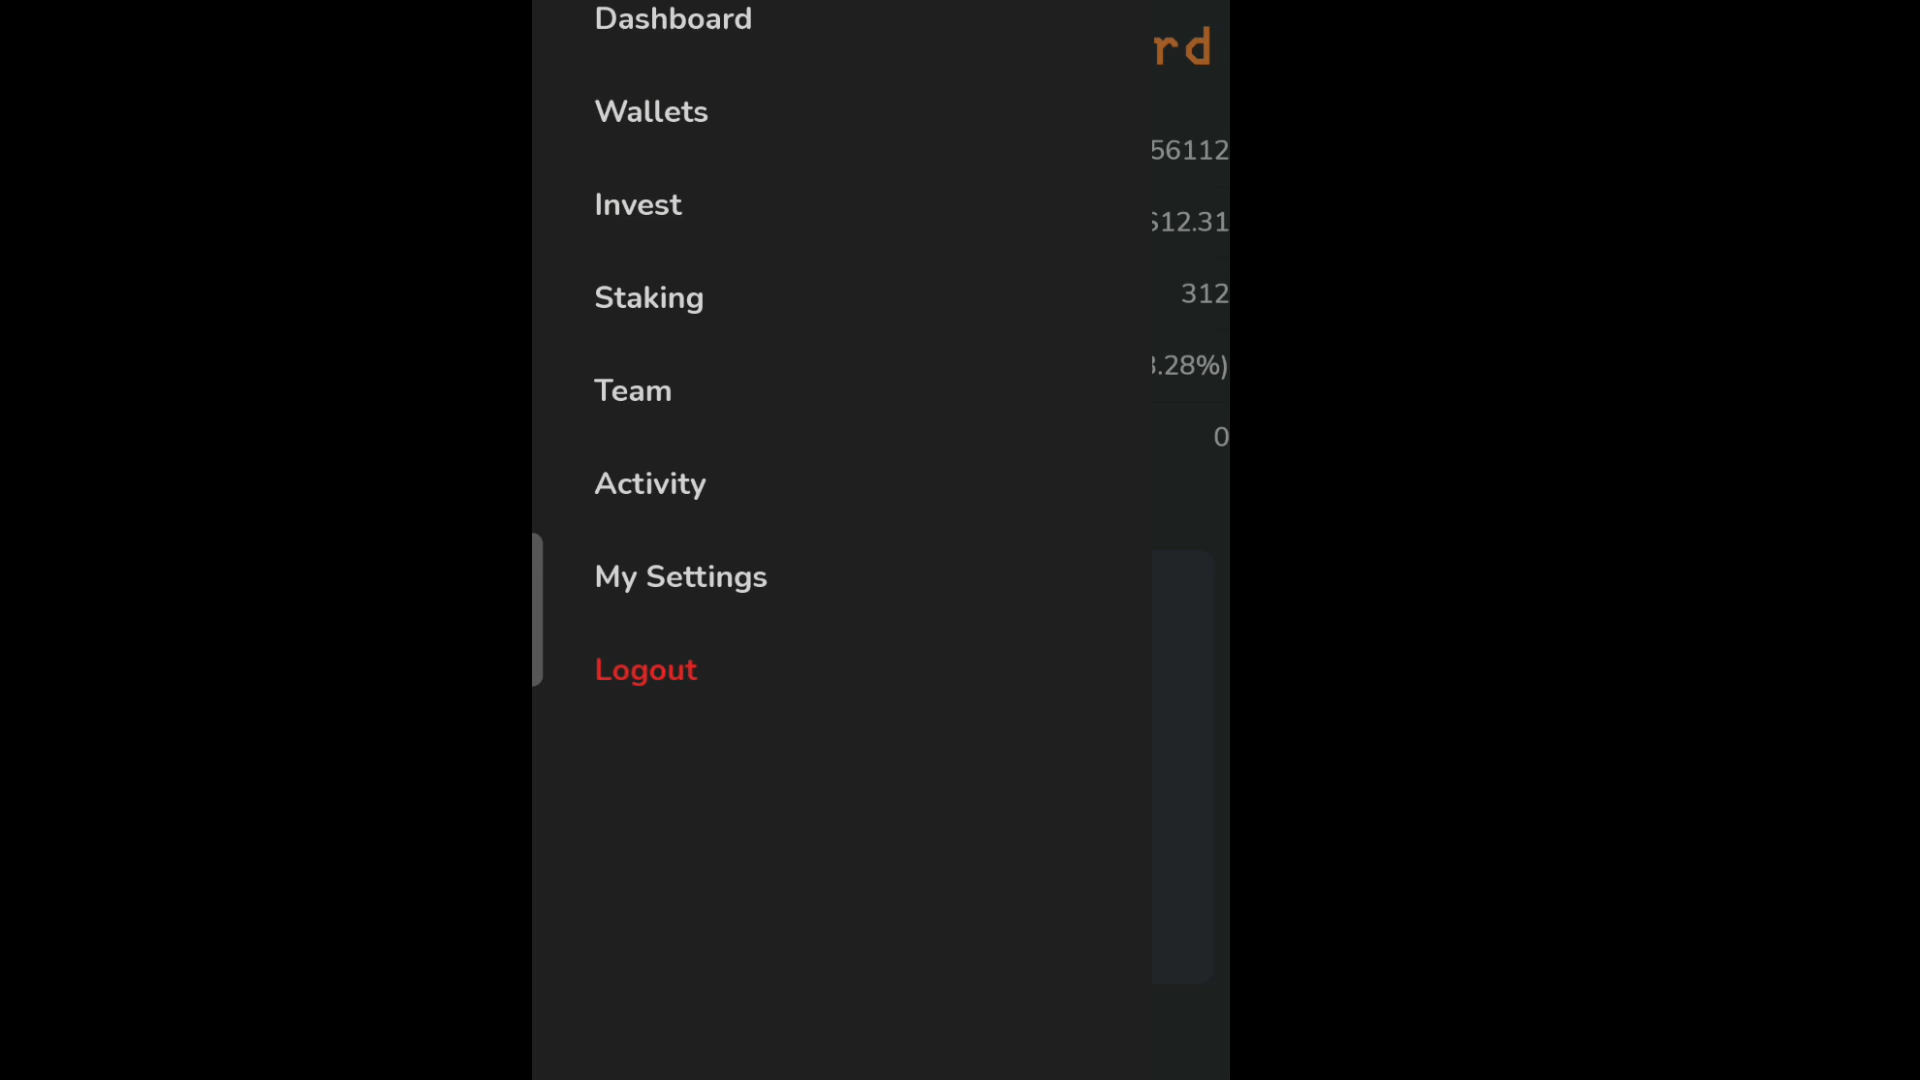 Dashboard
Wallets
Invest
Staking
Team
Activity
My Settings
Logout
rd
56112
$12.31
312
.28%)
0